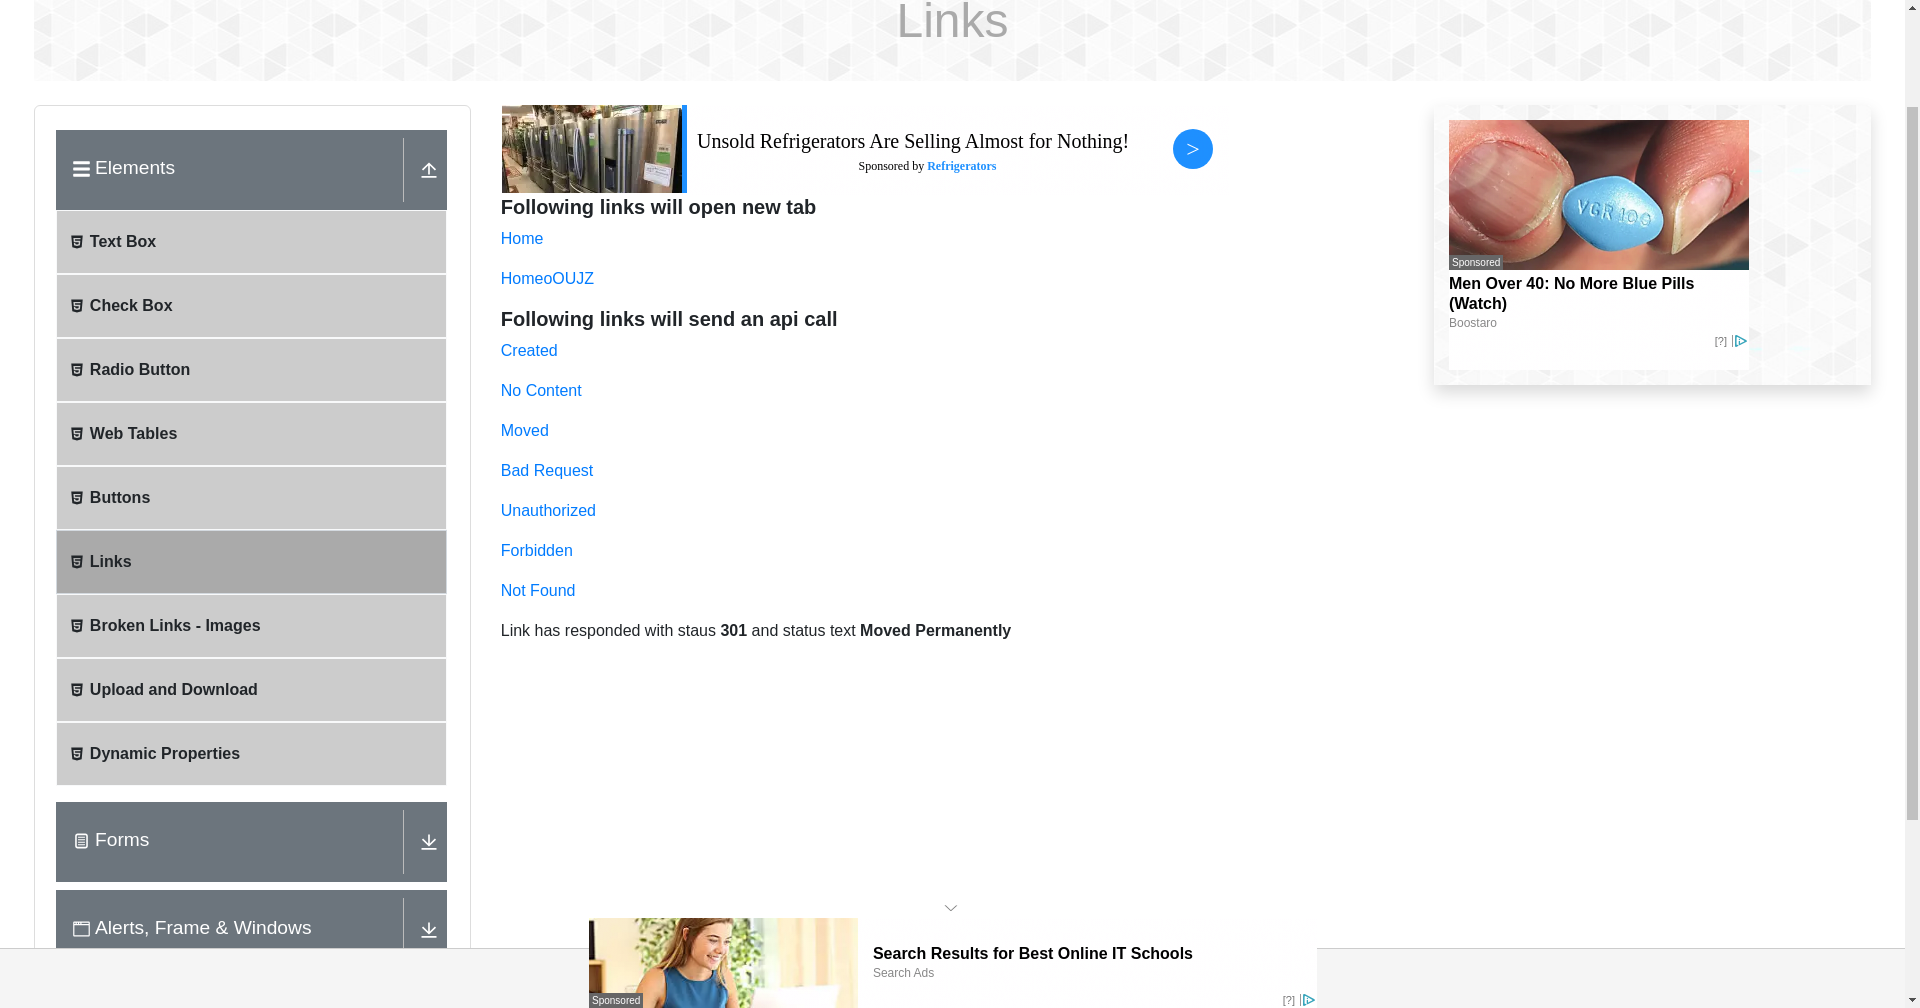 Links
Elements
Text Box
Check Box
Radio Button
Web Tables
Buttons
Links
Broken Links - Images
Upload and Download
Dynamic Properties
Forms
Alerts, Frame & Windows
Unsold Refrigerators Are Selling Almost for Nothing!
Sponsored by Refrigerators
>
Following links will open new tab
Home
HomeoOUJZ
Following links will send an api call
Created
No Content
Moved
Bad Request
Unauthorized
Forbidden
Not Found
Link has responded with staus 301 and status text Moved Permanently
VGR 100
Sponsored
Men Over 40: No More Blue Pills
(Watch)
Boostaro
[?]
Search Results for Best Online IT Schools
Search Ads
Sponsored
[?]